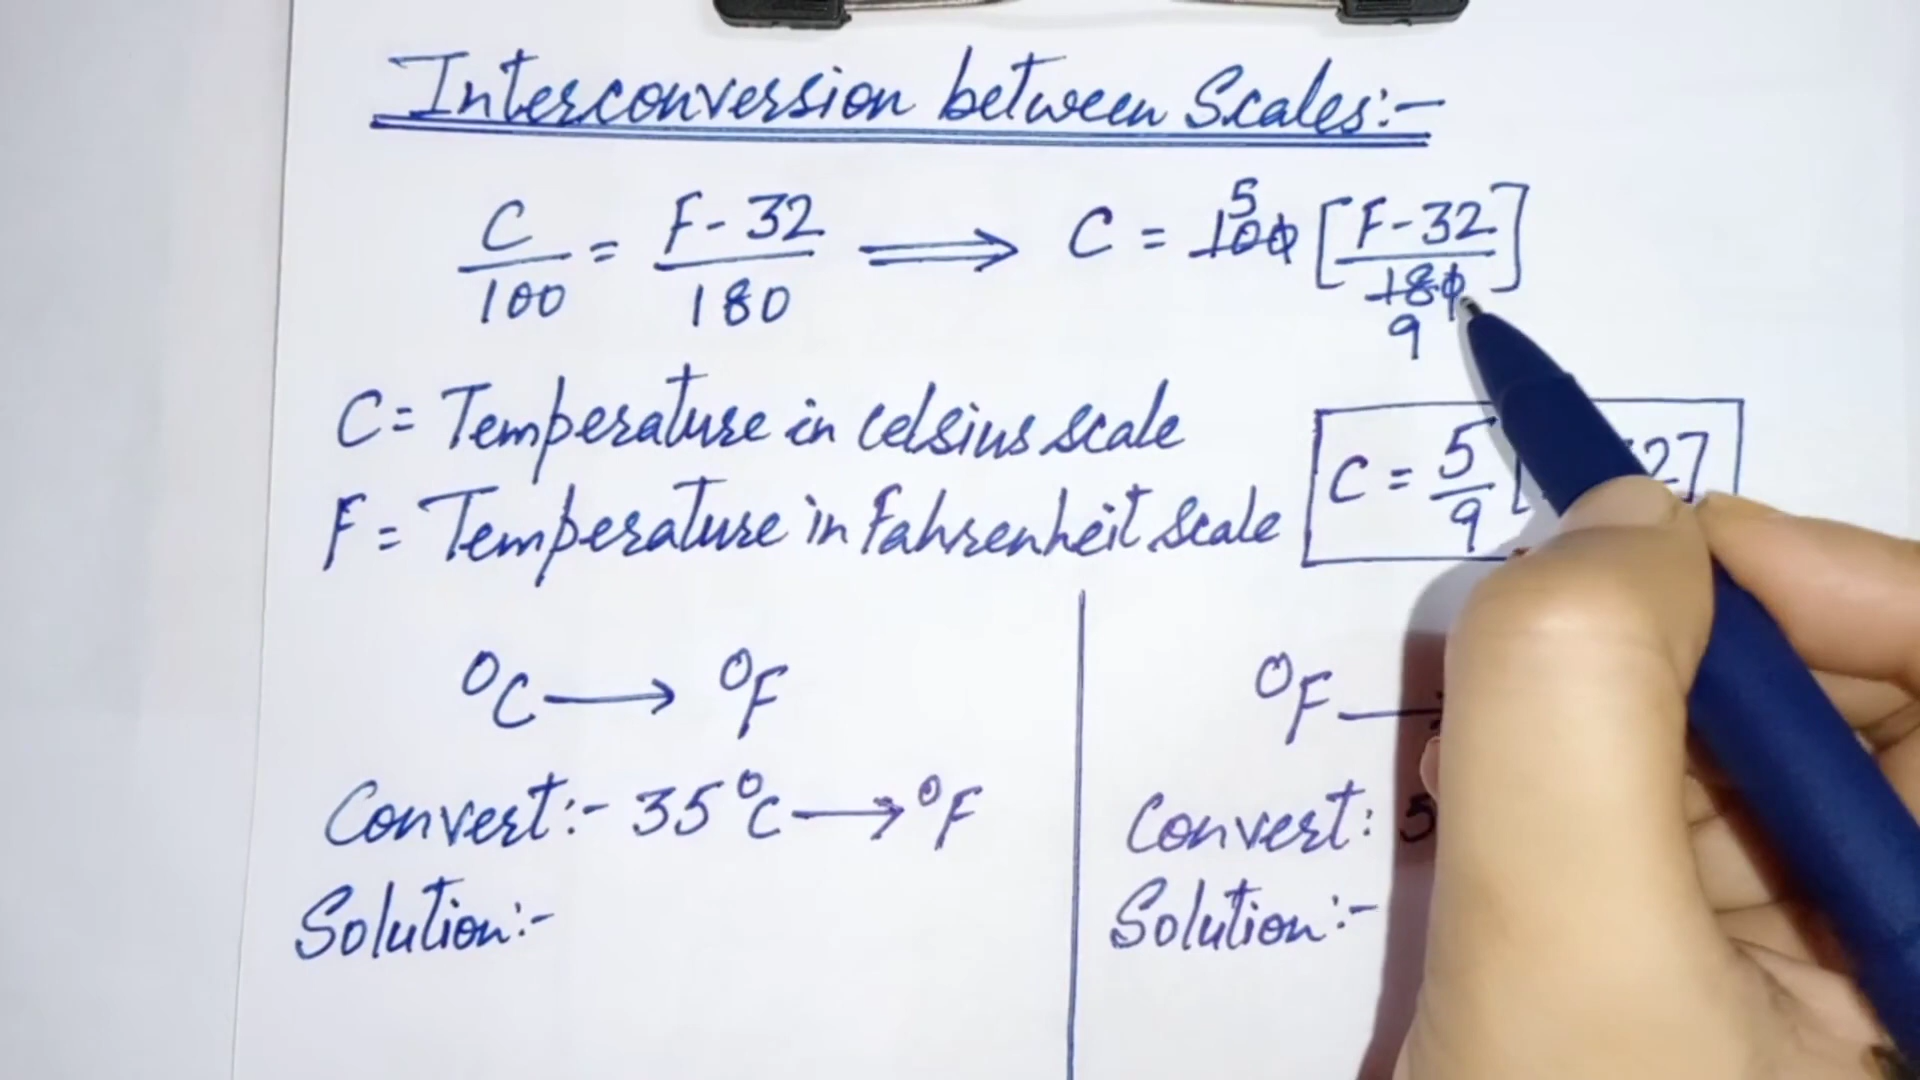 Interconversion between Scales:-
C/100 = F-32/180 ⟹ C = 100 5 [F-32/180 9]
C = Temperature in celsius scale
F = Temperature in Fahrenheit Scale
C = 5/9 [
°C → °F
Convert:- 35°C → °F
Solution:-
°F
Convert: 5
Solution:-